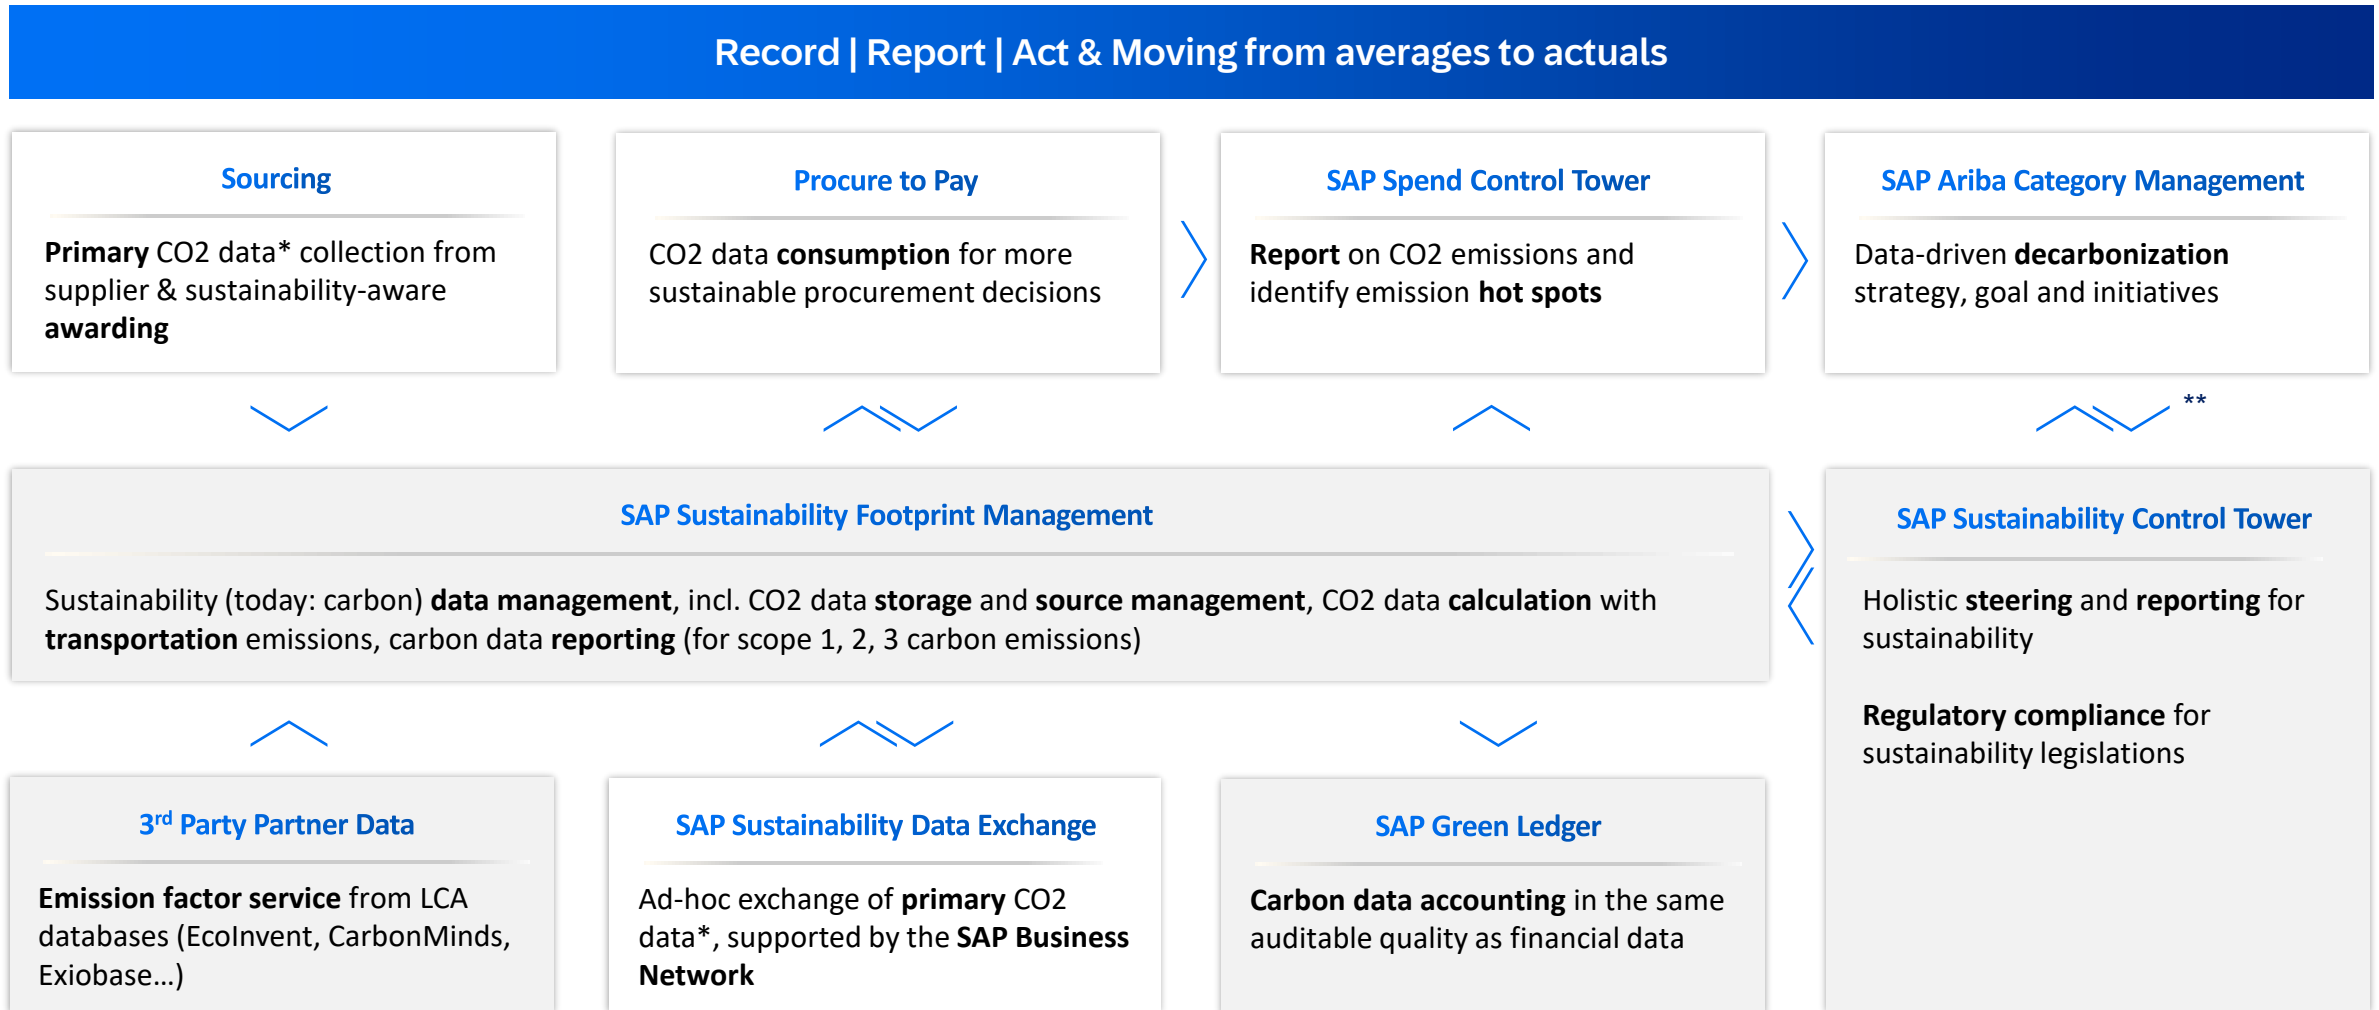 Record | Report | Act & Moving from averages to actuals
Sourcing
Primary CO2 data* collection from
supplier & sustainability-aware
awarding
Procure to Pay
CO2 data consumption for more
sustainable procurement decisions
SAP Spend Control Tower
Report on CO2 emissions and
identify emission hot spots
SAP Ariba Category Management
Data-driven decarbonization
strategy, goal and initiatives
**
SAP Sustainability Footprint Management
Sustainability (today: carbon) data management, incl. CO2 data storage and source management, CO2 data calculation with
transportation emissions, carbon data reporting (for scope 1, 2, 3 carbon emissions)
SAP Sustainability Control Tower
Holistic steering and reporting for
sustainability
Regulatory compliance for
sustainability legislations
3rd Party Partner Data
Emission factor service from LCA
databases (EcoInvent, CarbonMinds,
Exiobase…)
SAP Sustainability Data Exchange
Ad-hoc exchange of primary CO2
data*, supported by the SAP Business
Network
SAP Green Ledger
Carbon data accounting in the same
auditable quality as financial data